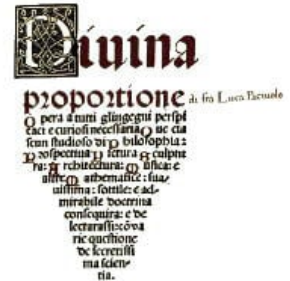 Diuina
proportione di fra Luca Paciuolo
Opera a tutti glingegni perspi
caci e curiosi necessaria Oue cia
scun studioso di Philosophia:
Prospectiua Pictura Sculptu
ra: Architectura: Musica: e
altre Mathematice: sua
uissima: sottile: e ad
mirabile doctrina
consequira: e de
lectarassi: cōva
rie questione
de secretissi
ma scien
tia.